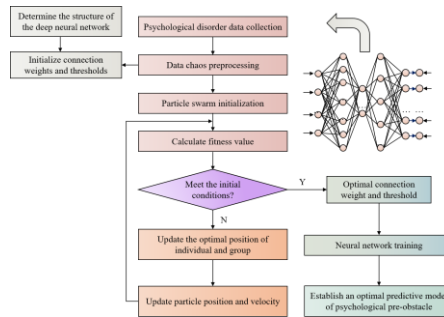 Determine the structure of
the deep neural network
Psychological disorder data collection
Initialize connection
weights and thresholds
Data chaos preprocessing
Particle swarm initialization
Calculate fitness value
Meet the initial
conditions?
Y
N
Optimal connection
weight and threshold
Update the optimal position of
individual and group
Neural network training
Update particle position and velocity
Establish an optimal predictive model
of psychological pre-obstacle